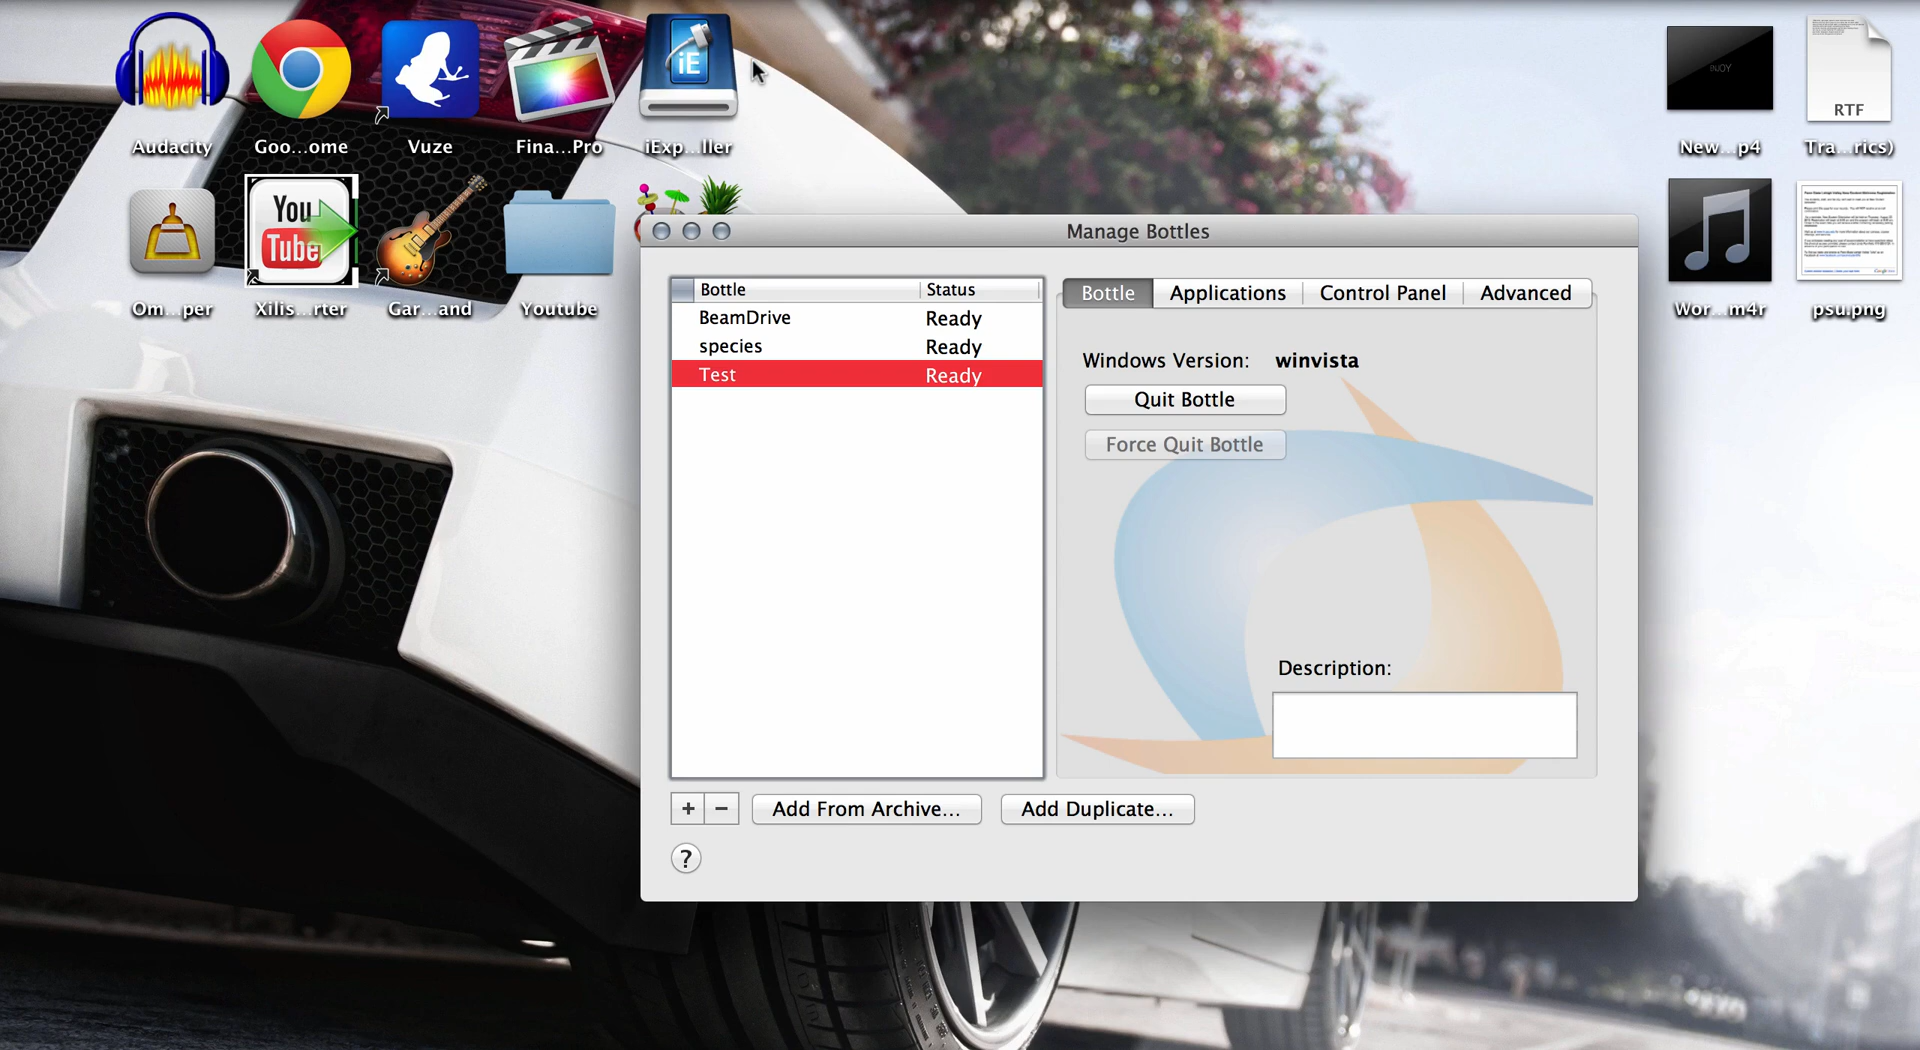 Audacity
Goo...ome
Vuze
Fina...Pro
iExp...ller
iE
ENJOY
New...p4
RTF
Tra...rics)
Om...per
You
Tube
Xilis...rter
Gar...and
Youtube
Wor...m4r
psu.png
Manage Bottles
Bottle Status
BeamDrive Ready
species Ready
Test Ready
Bottle Applications Control Panel Advanced
Windows Version: winvista
Quit Bottle
Force Quit Bottle
Description:
+ − Add From Archive... Add Duplicate...
?